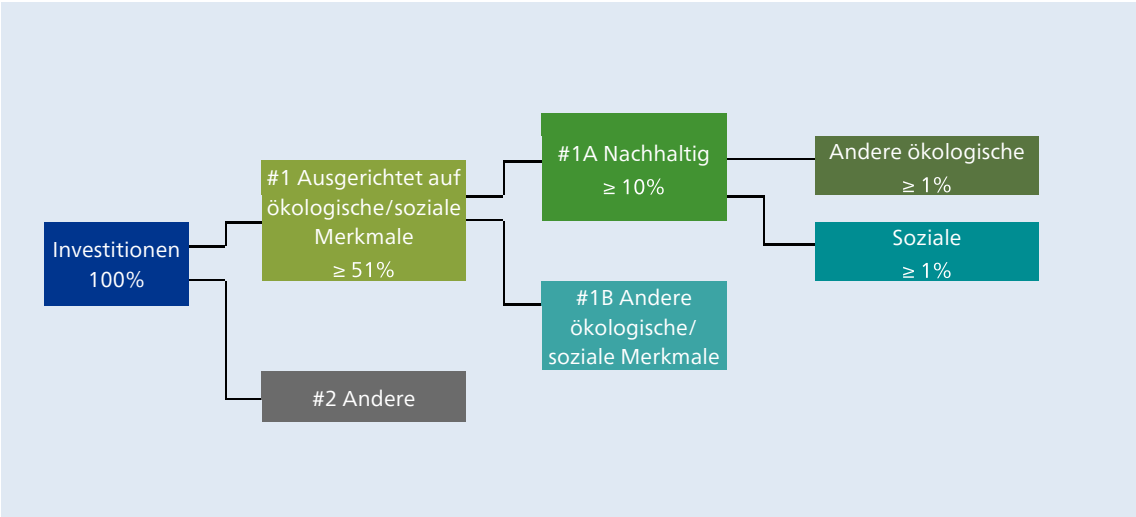 Investitionen
100%
#1 Ausgerichtet auf
ökologische/soziale
Merkmale
≥ 51%
#2 Andere
#1A Nachhaltig
≥ 10%
#1B Andere
ökologische/
soziale Merkmale
Andere ökologische
≥ 1%
Soziale
≥ 1%